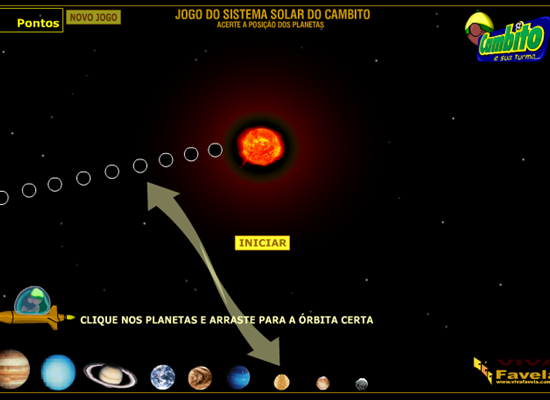 Pontos
NOVO JOGO
JOGO DO SISTEMA SOLAR DO CAMBITO
ACERTE A POSIÇÃO DOS PLANETAS
Cambito
e sua turma...
INICIAR
CLIQUE NOS PLANETAS E ARRASTE PARA A ÓRBITA CERTA
VIVA
Favela
www.vivafavela.com